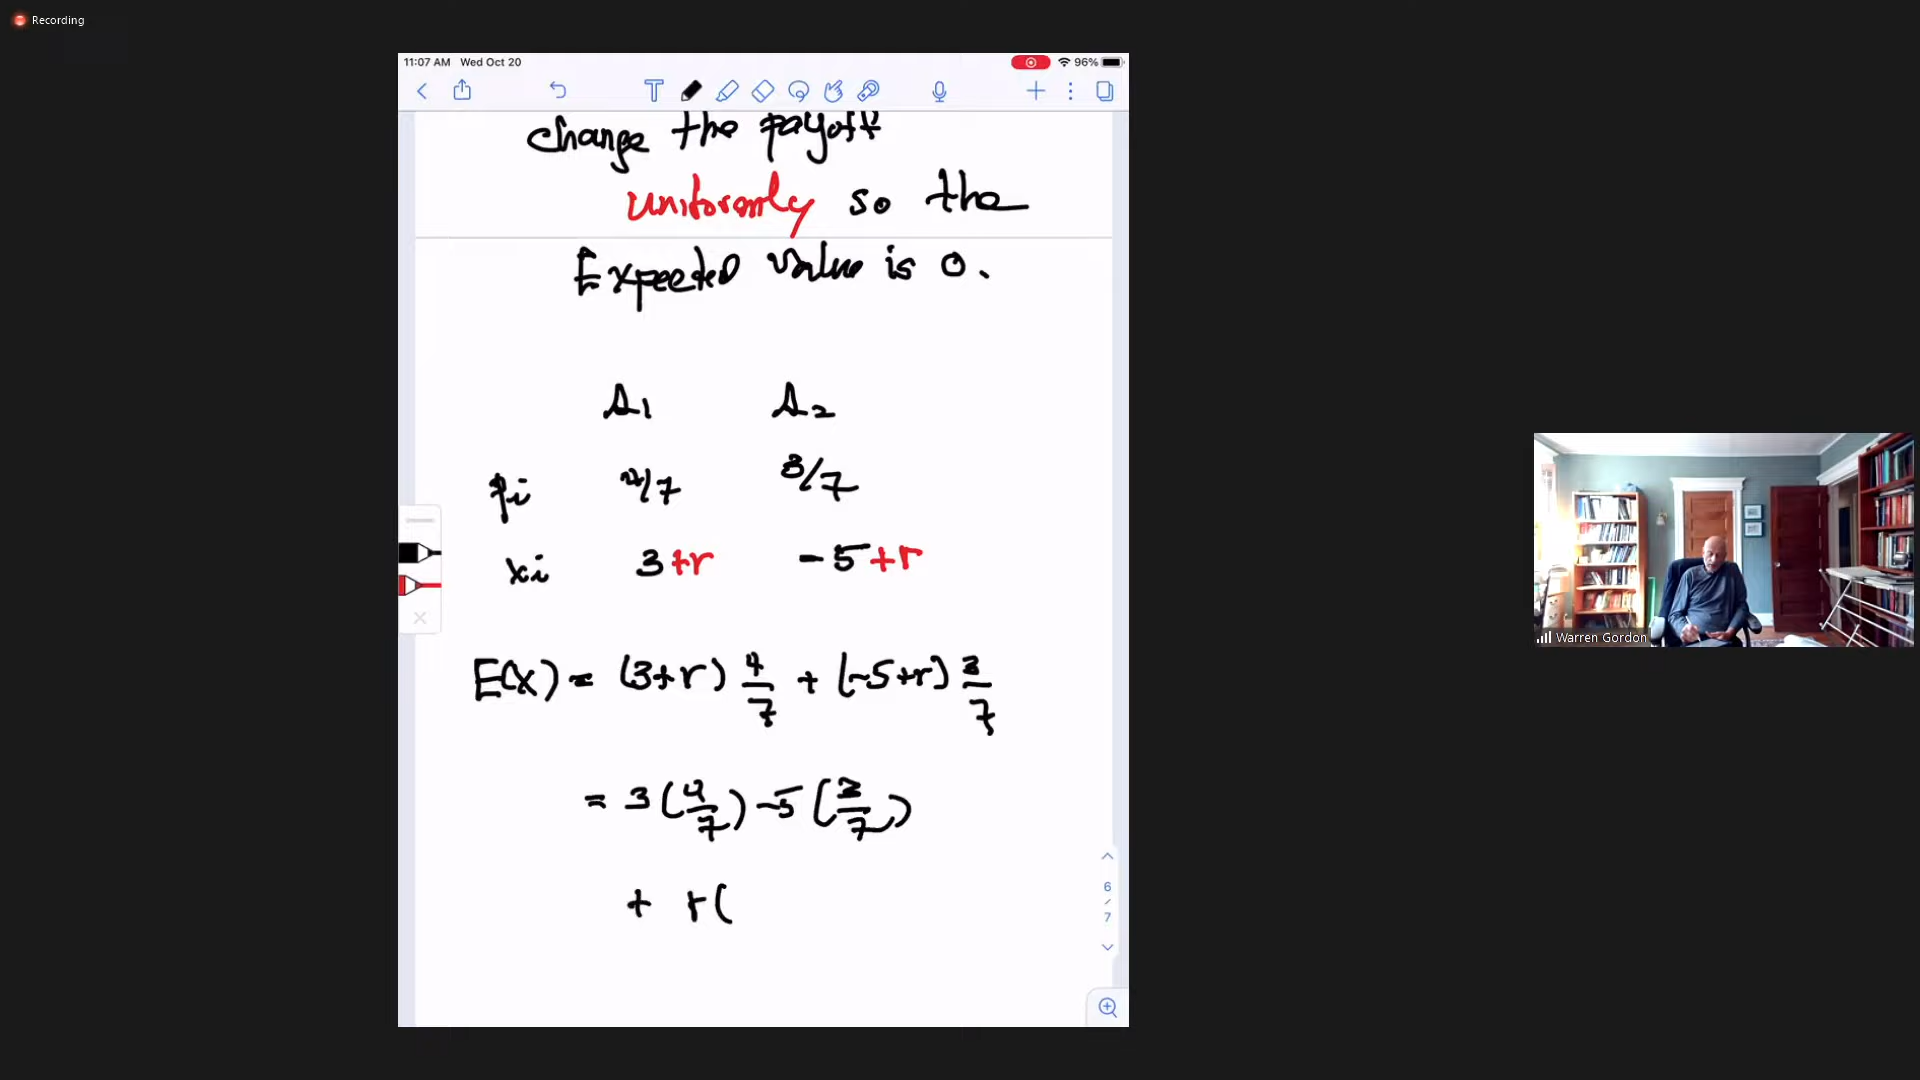 Recording
11:07 AM Wed Oct 20
96%
T
change the payoff
uniformly so the
Expected value is 0.
A1 A2
pi 4/7 3/7
xi 3+r -5+r
E(X) = (3+r) 4/7 + (-5+r) 3/7
= 3(4/7) -5(3/7)
+ r(
6
/
7
Warren Gordon